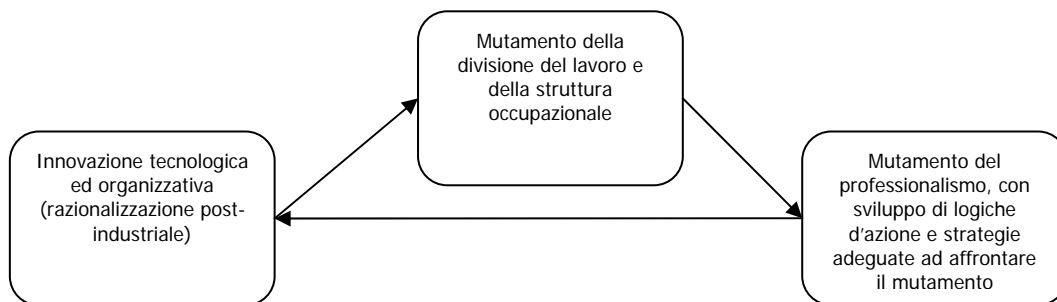 Mutamento della
divisione del lavoro e
della struttura
occupazionale
Innovazione tecnologica
ed organizzativa
(razionalizzazione post-
industriale)
Mutamento del
professionalismo, con
sviluppo di logiche
d'azione e strategie
adeguate ad affrontare
il mutamento